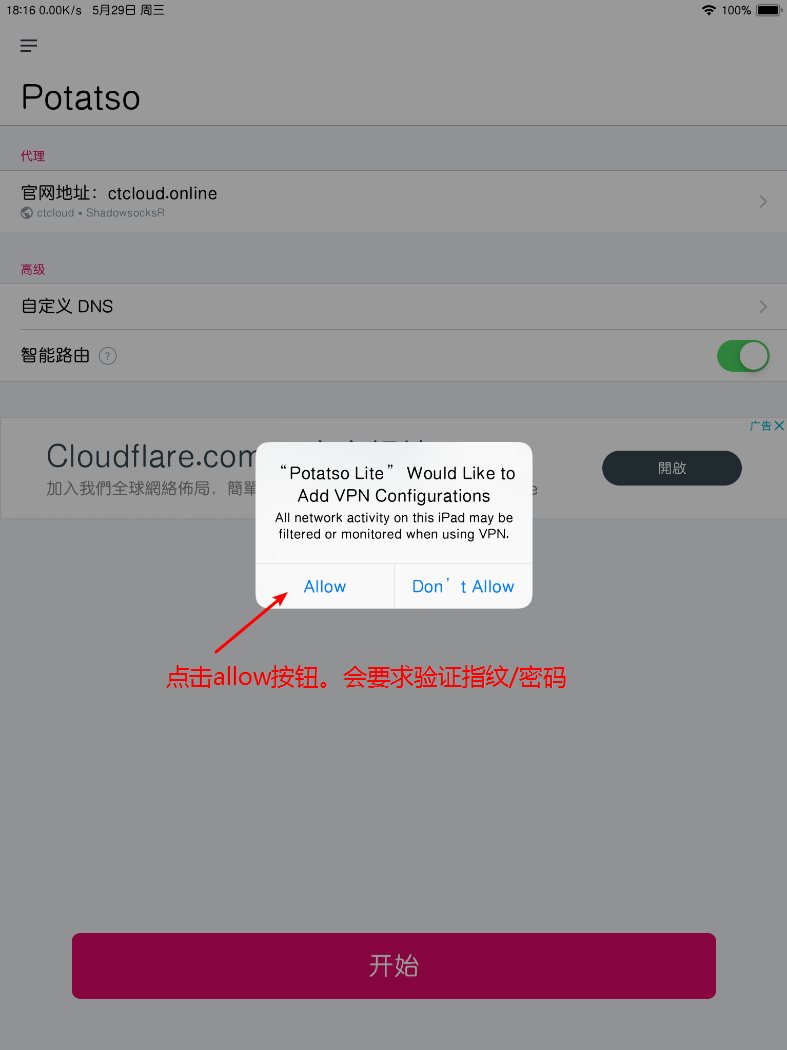 18:16 0.00K/s 5月29日 周三
100%
Potatso
代理
官网地址：ctcloud.online
ctcloud • ShadowsocksR
高级
自定义 DNS
智能路由 ?
广告
Cloudflare.com
加入我們全球網絡佈局，簡單
開啟
“Potatso Lite” Would Like to
Add VPN Configurations
All network activity on this iPad may be
filtered or monitored when using VPN.
Allow
Don’t Allow
点击allow按钮。会要求验证指纹/密码
开始